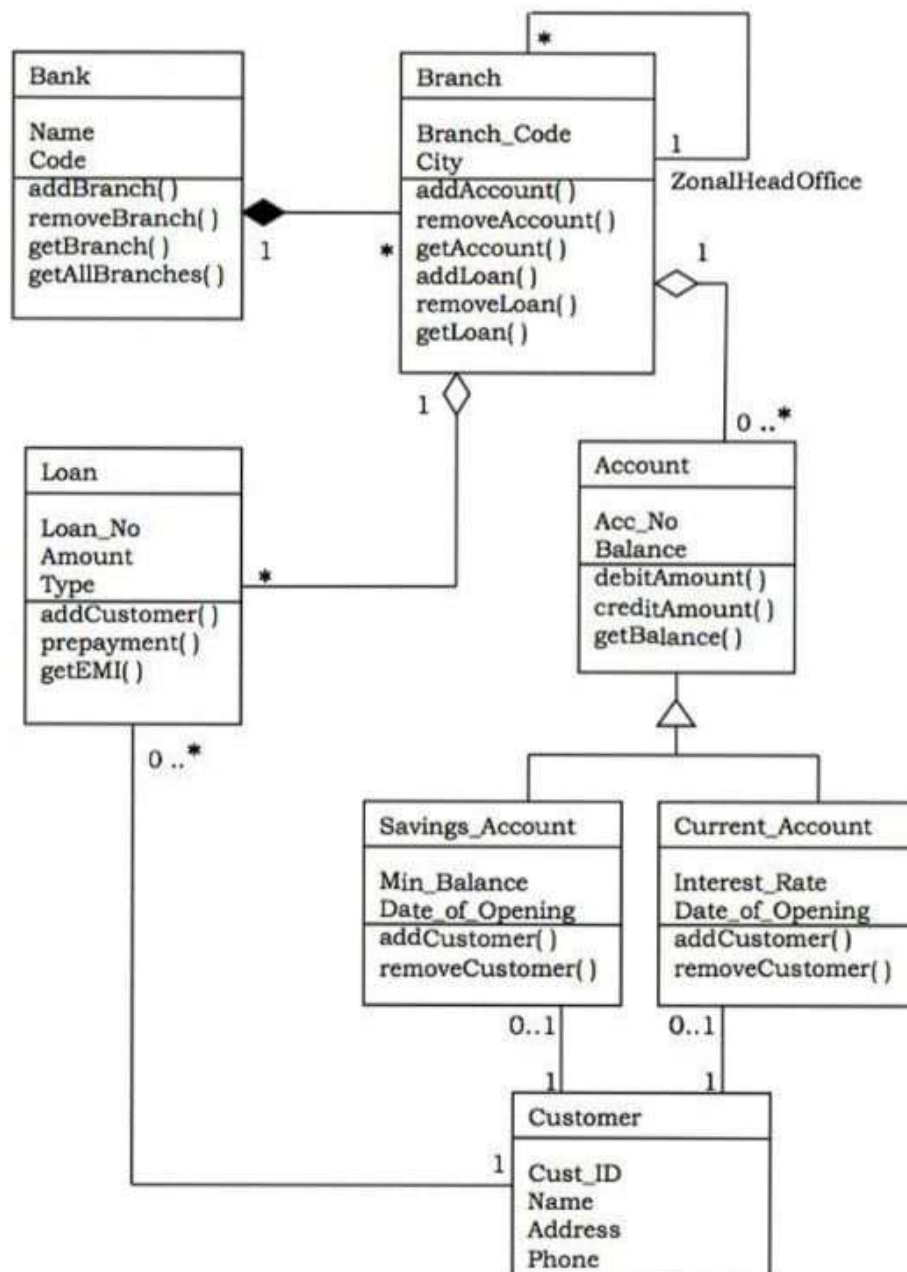 Bank
Name
Code
addBranch( )
removeBranch( )
getBranch( )
getAllBranches( )
1
*
*
Branch
Branch_Code
City
addAccount( )
removeAccount( )
getAccount( )
addLoan( )
removeLoan( )
getLoan( )
1
ZonalHeadOffice
1
0 ..*
1
*
Loan
Loan_No
Amount
Type
addCustomer( )
prepayment( )
getEMI( )
0 ..*
Account
Acc_No
Balance
debitAmount( )
creditAmount( )
getBalance( )
Savings_Account
Min_Balance
Date_of_Opening
addCustomer( )
removeCustomer( )
0..1
1
Current_Account
Interest_Rate
Date_of_Opening
addCustomer( )
removeCustomer( )
0..1
1
1
Customer
Cust_ID
Name
Address
Phone